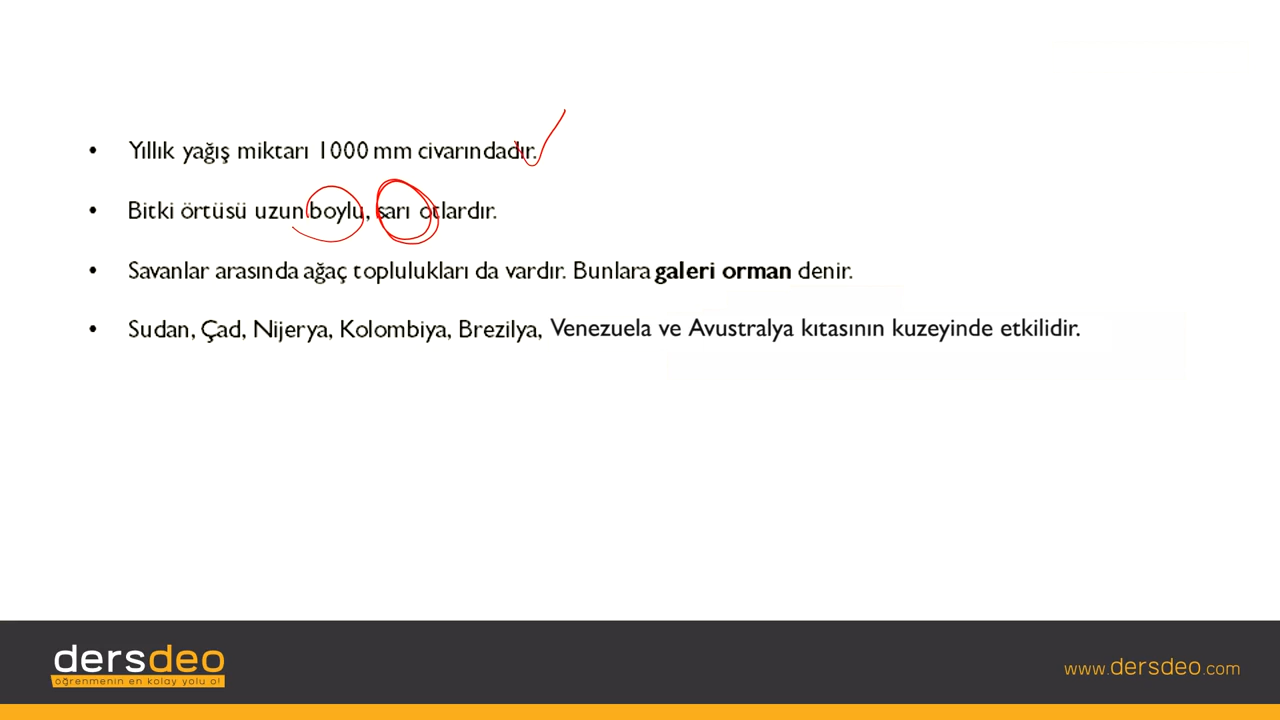 • Yıllık yağış miktarı 1000 mm civarındadır.
• Bitki örtüsü uzun boylu, sarı otlardır.
• Savanlar arasında ağaç toplulukları da vardır. Bunlara galeri orman denir.
• Sudan, Çad, Nijerya, Kolombiya, Brezilya, Venezuela ve Avustralya kıtasının kuzeyinde etkilidir.
dersdeo
öğrenmenin en kolay yolu o!
www.dersdeo.com